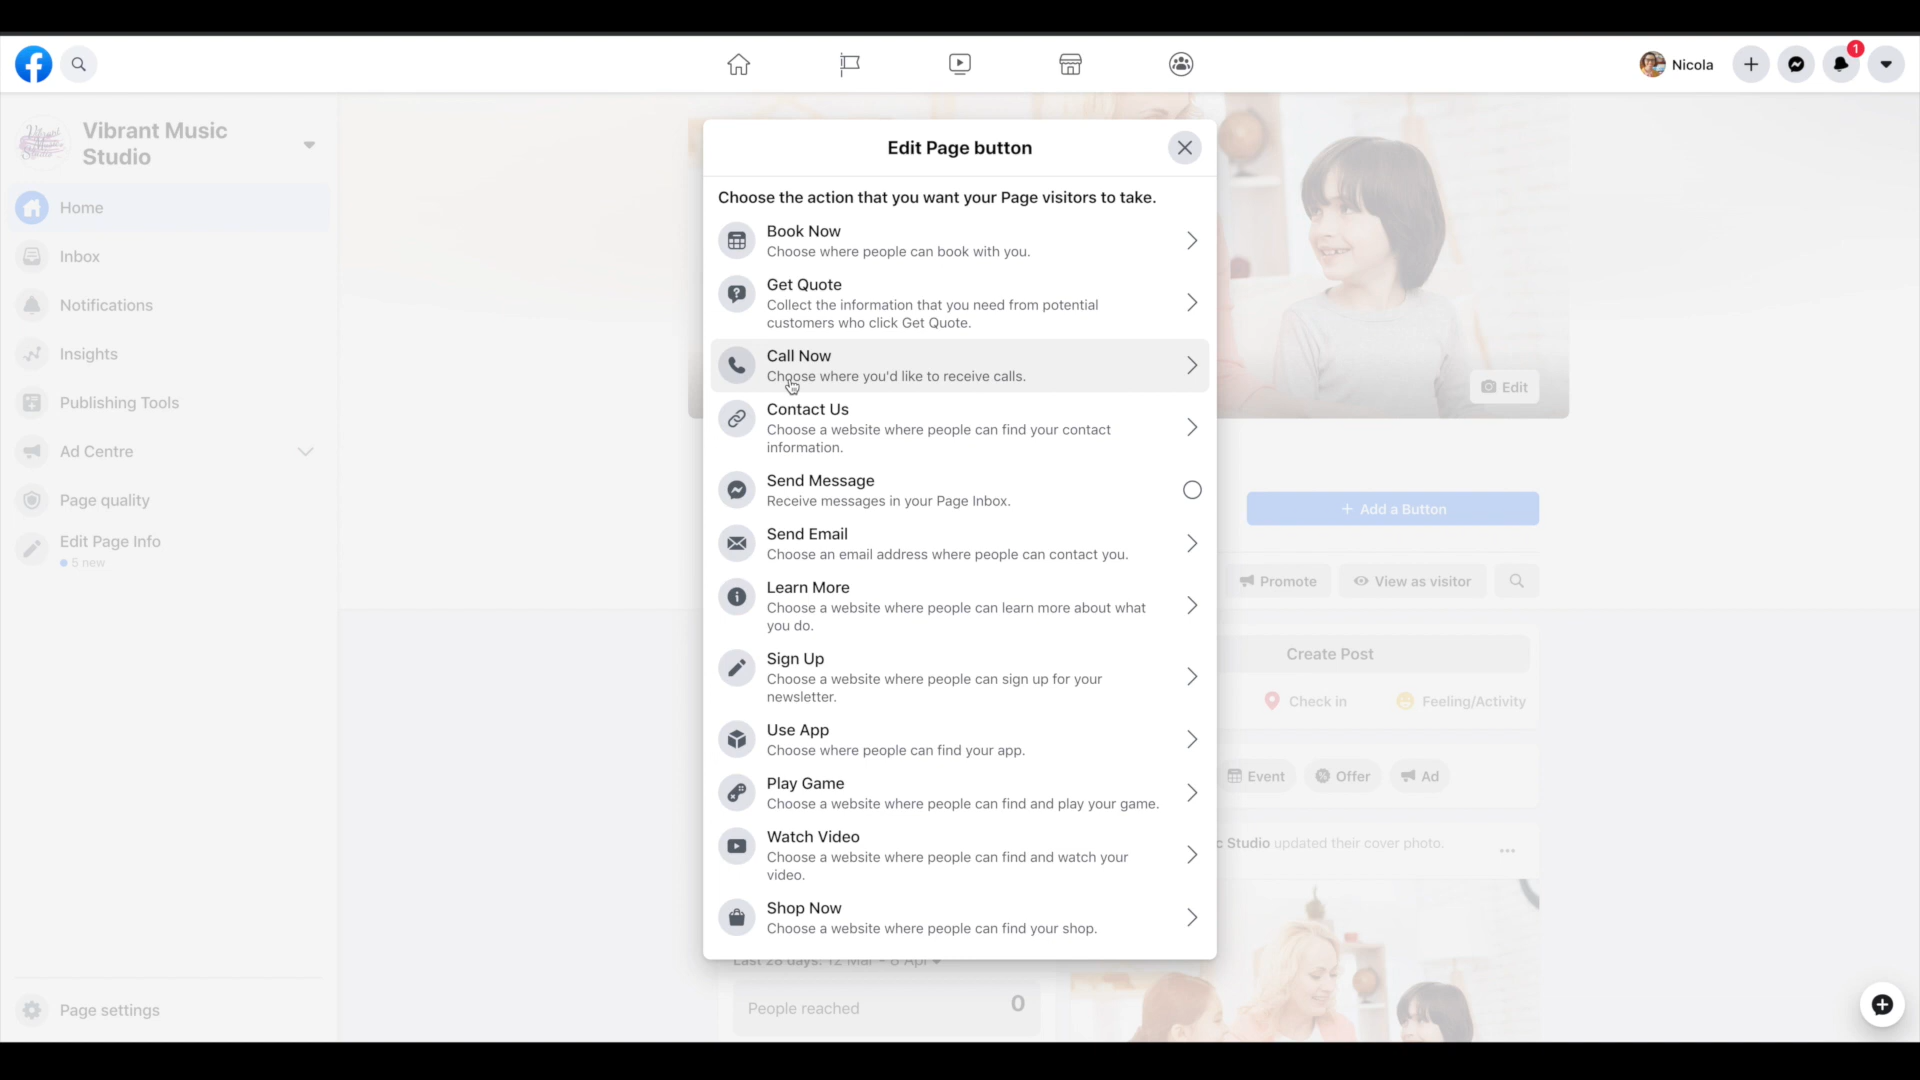 Nicola
1
Vibrant Music
Studio
Home
Inbox
Notifications
Insights
Publishing Tools
Ad Centre
Page quality
Edit Page Info
5 new
Page settings
Edit Page button
Choose the action that you want your Page visitors to take.
Book Now
Choose where people can book with you.
Get Quote
Collect the information that you need from potential
customers who click Get Quote.
Call Now
Choose where you'd like to receive calls.
Contact Us
Choose a website where people can find your contact
information.
Send Message
Receive messages in your Page Inbox.
Send Email
Choose an email address where people can contact you.
Learn More
Choose a website where people can learn more about what
you do.
Sign Up
Choose a website where people can sign up for your
newsletter.
Use App
Choose where people can find your app.
Play Game
Choose a website where people can find and play your game.
Watch Video
Choose a website where people can find and watch your
video.
Shop Now
Choose a website where people can find your shop.
Edit
+ Add a Button
Promote
View as visitor
Create Post
Check in
Feeling/Activity
Event
Offer
Ad
c Studio updated their cover photo.
Last 28 days: 12 Mar - 8 Apr
People reached
0